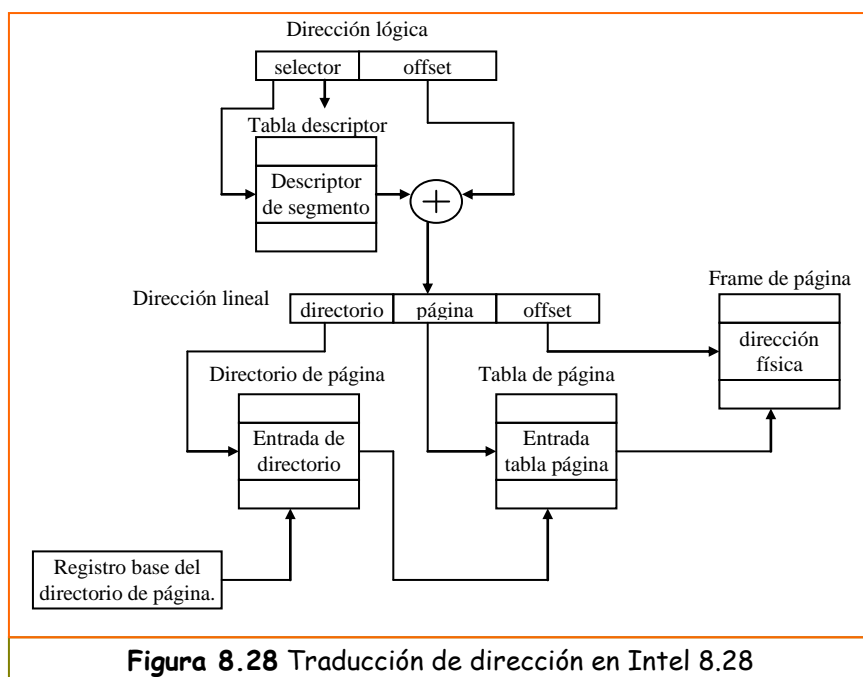 Dirección lógica
selector
offset
Tabla descriptor
Descriptor
de segmento
+
Dirección lineal
directorio
página
offset
Frame de página
dirección
física
Directorio de página
Entrada de
directorio
Tabla de página
Entrada
tabla página
Registro base del
directorio de página.
Figura 8.28 Traducción de dirección en Intel 8.28